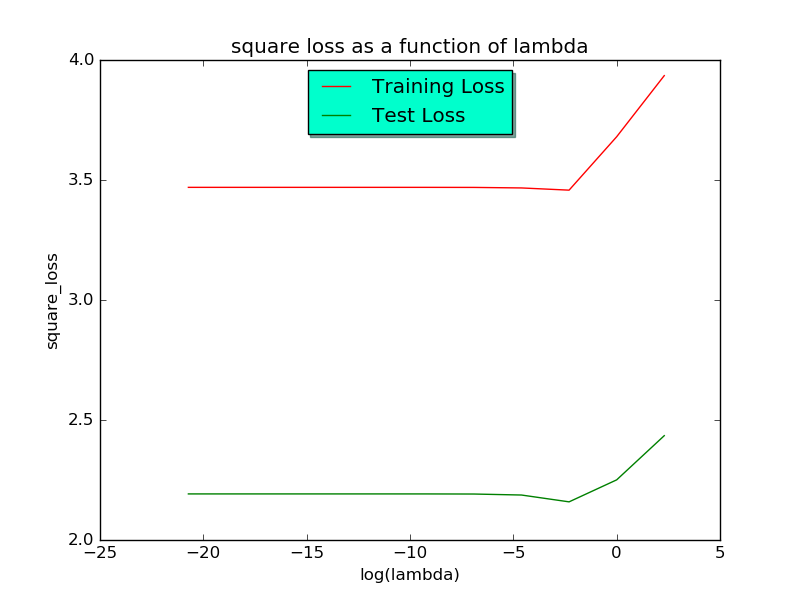 square loss as a function of lambda
4.0
3.5
3.0
2.5
2.0
square_loss
Training Loss
Test Loss
−25 −20 −15 −10 −5 0 5
log(lambda)